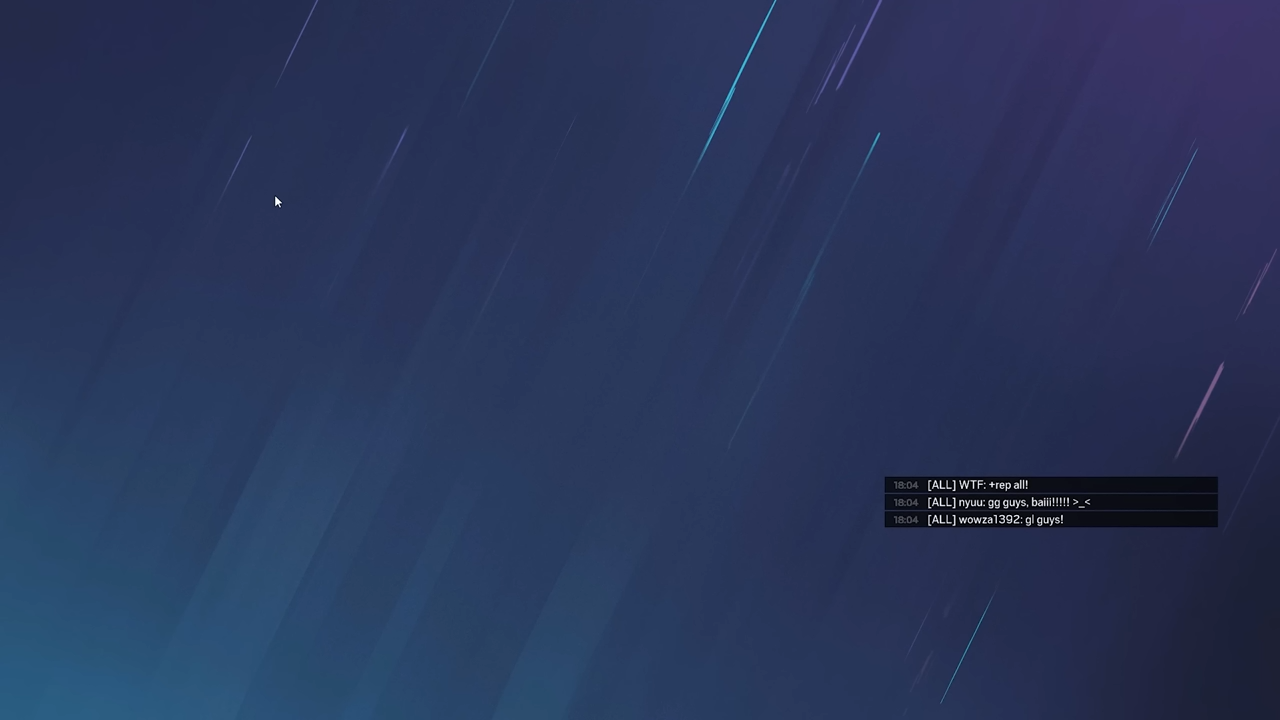 18:04 [ALL] WTF: +rep all!
18:04 [ALL] nyuu: gg guys, baiii!!!!! >_<
18:04 [ALL] wowza1392: gl guys!